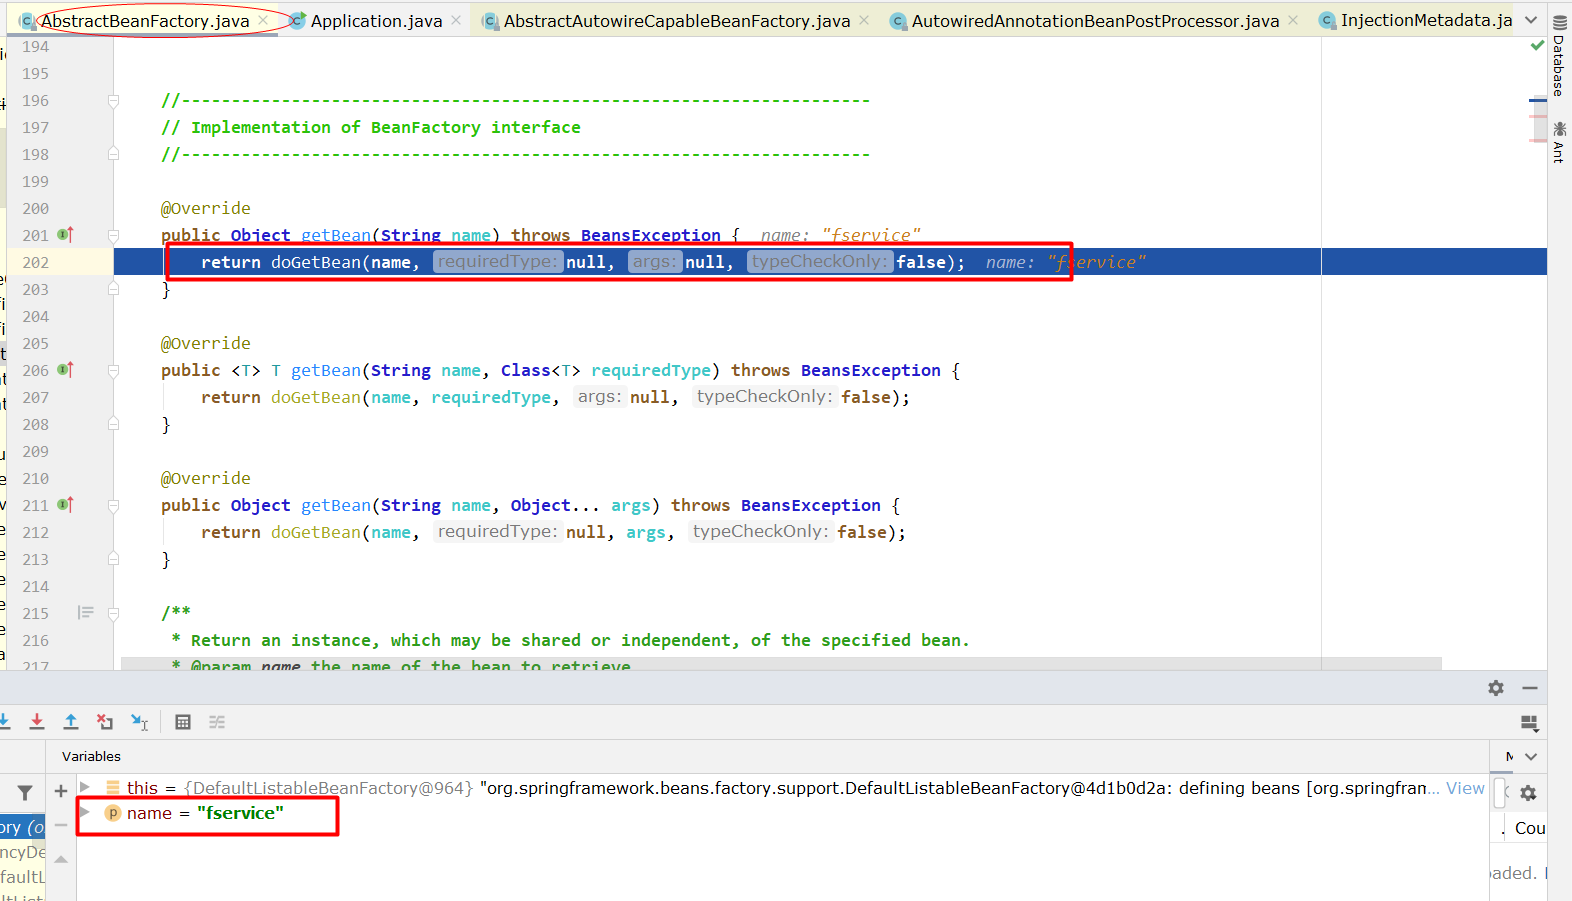 AbstractBeanFactory.java Application.java AbstractAutowireCapableBeanFactory.java AutowiredAnnotationBeanPostProcessor.java InjectionMetadata.ja
194
195
196 //---------------------------------------------------------------------
197 // Implementation of BeanFactory interface
198 //---------------------------------------------------------------------
199
200 @Override
201 public Object getBean(String name) throws BeansException { name: "fservice"
202 return doGetBean(name, requiredType: null, args: null, typeCheckOnly: false); name: "fservice"
203 }
204
205 @Override
206 public <T> T getBean(String name, Class<T> requiredType) throws BeansException {
207 return doGetBean(name, requiredType, args: null, typeCheckOnly: false);
208 }
209
210 @Override
211 public Object getBean(String name, Object... args) throws BeansException {
212 return doGetBean(name, requiredType: null, args, typeCheckOnly: false);
213 }
214
215 /**
216 * Return an instance, which may be shared or independent, of the specified bean.
217 * @param name the name of the bean to retrieve
Database
Ant
Variables
this = {DefaultListableBeanFactory@964} "org.springframework.beans.factory.support.DefaultListableBeanFactory@4d1b0d2a: defining beans [org.springfram... View
name = "fservice"
ory (o
ncyDe
faultL
Cou
aded.